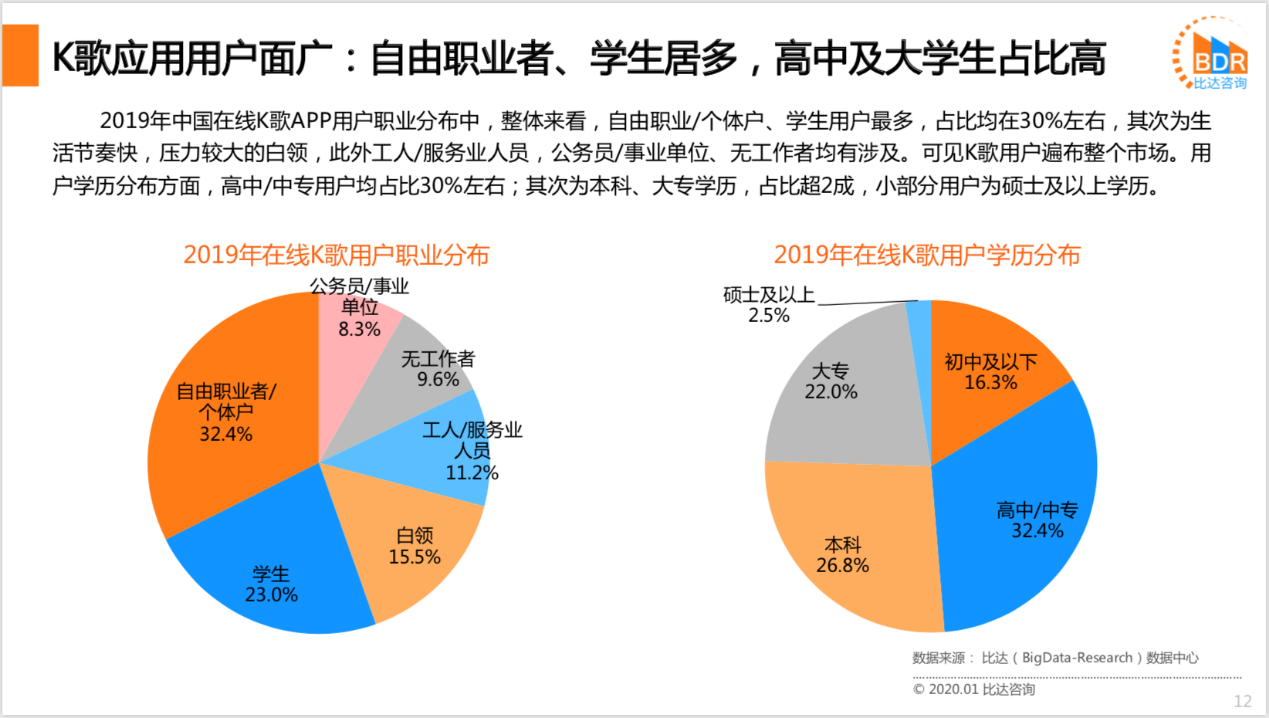 K歌应用用户面广：自由职业者、学生居多，高中及大学生占比高
BDR
比达咨询
2019年中国在线K歌APP用户职业分布中，整体来看，自由职业/个体户、学生用户最多，占比均在30%左右，其次为生
活节奏快，压力较大的白领，此外工人/服务业人员，公务员/事业单位、无工作者均有涉及。可见K歌用户遍布整个市场。用
户学历分布方面，高中/中专用户均占比30%左右；其次为本科、大专学历，占比超2成，小部分用户为硕士及以上学历。
2019年在线K歌用户职业分布
公务员/事业
单位
8.3%
无工作者
9.6%
工人/服务业
人员
11.2%
白领
15.5%
学生
23.0%
自由职业者/
个体户
32.4%
2019年在线K歌用户学历分布
硕士及以上
2.5%
初中及以下
16.3%
高中/中专
32.4%
本科
26.8%
大专
22.0%
数据来源： 比达（BigData-Research）数据中心
© 2020.01 比达咨询
12